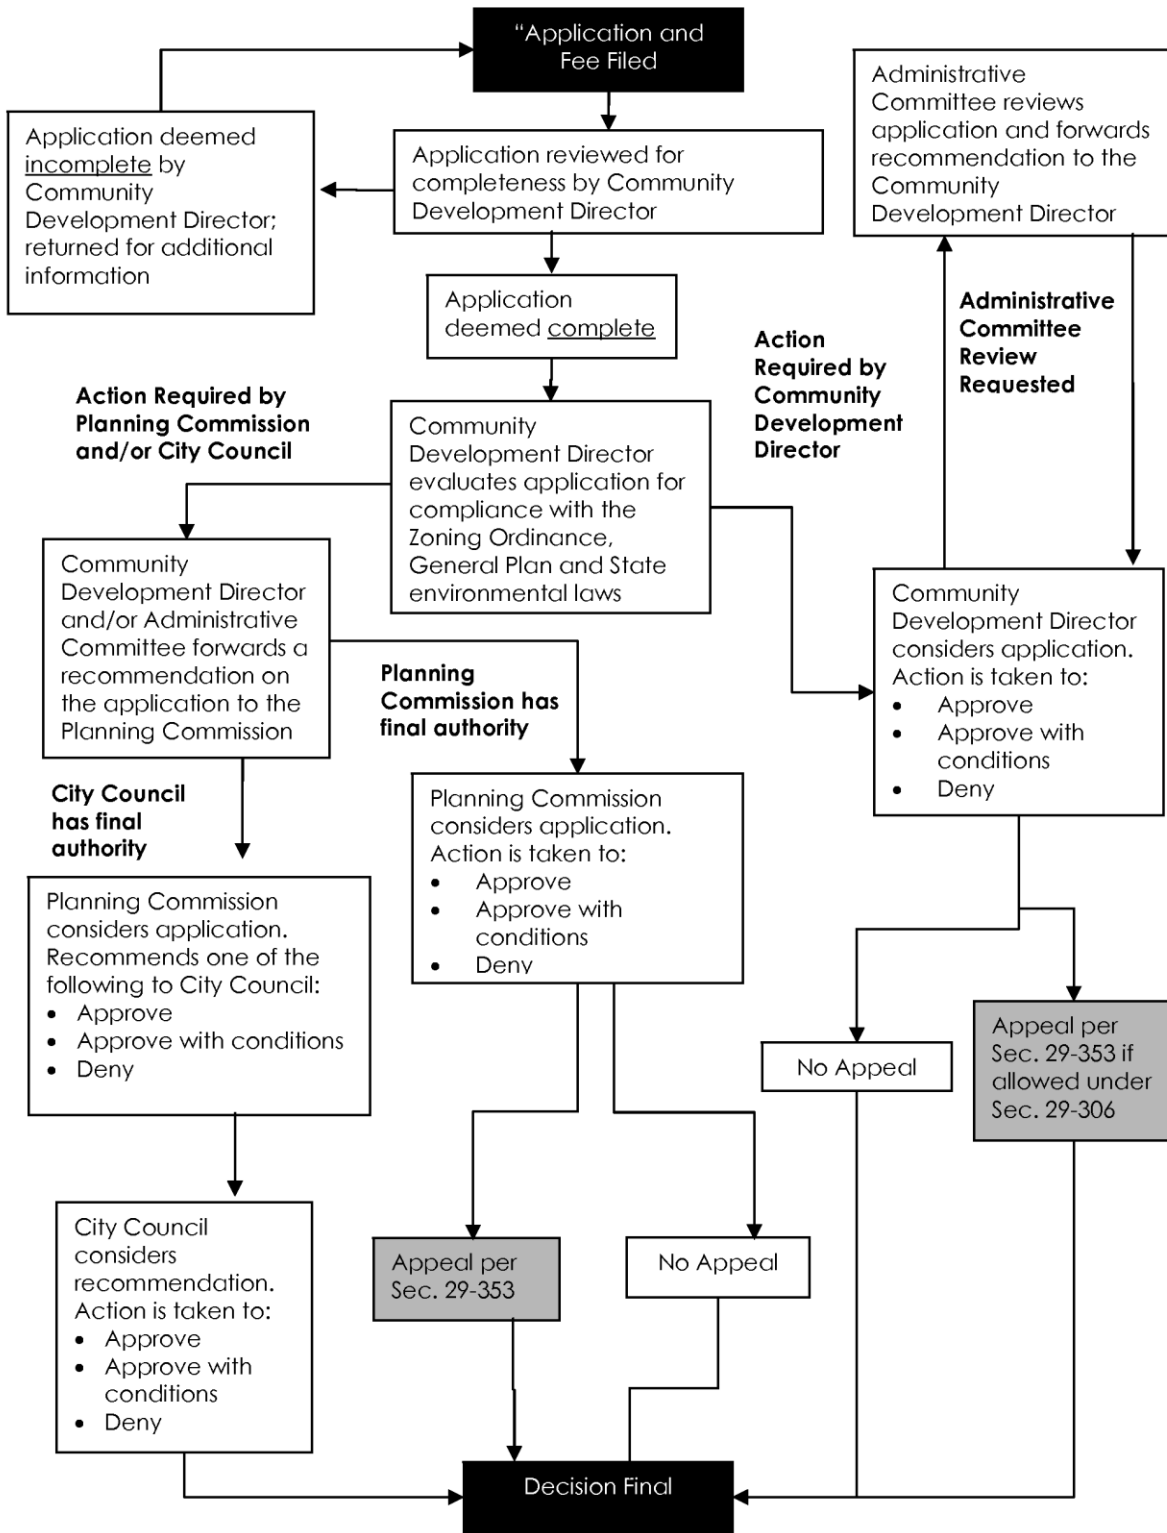 “Application and
Fee Filed
Administrative
Committee reviews
application and forwards
recommendation to the
Community
Development Director
Application deemed
incomplete by
Community
Development Director;
returned for additional
information
Application reviewed for
completeness by Community
Development Director
Application
deemed complete
Administrative
Committee
Review
Requested
Action
Required by
Community
Development
Director
Action Required by
Planning Commission
and/or City Council
Community
Development Director
evaluates application for
compliance with the
Zoning Ordinance,
General Plan and State
environmental laws
Community
Development Director
and/or Administrative
Committee forwards a
recommendation on
the application to the
Planning Commission
Community
Development Director
considers application.
Action is taken to:
• Approve
• Approve with
conditions
• Deny
Planning
Commission has
final authority
City Council
has final
authority
Planning Commission
considers application.
Action is taken to:
• Approve
• Approve with
conditions
• Deny
Planning Commission
considers application.
Recommends one of the
following to City Council:
• Approve
• Approve with conditions
• Deny
No Appeal
Appeal per
Sec. 29-353 if
allowed under
Sec. 29-306
City Council
considers
recommendation.
Action is taken to:
• Approve
• Approve with
conditions
• Deny
Appeal per
Sec. 29-353
No Appeal
Decision Final